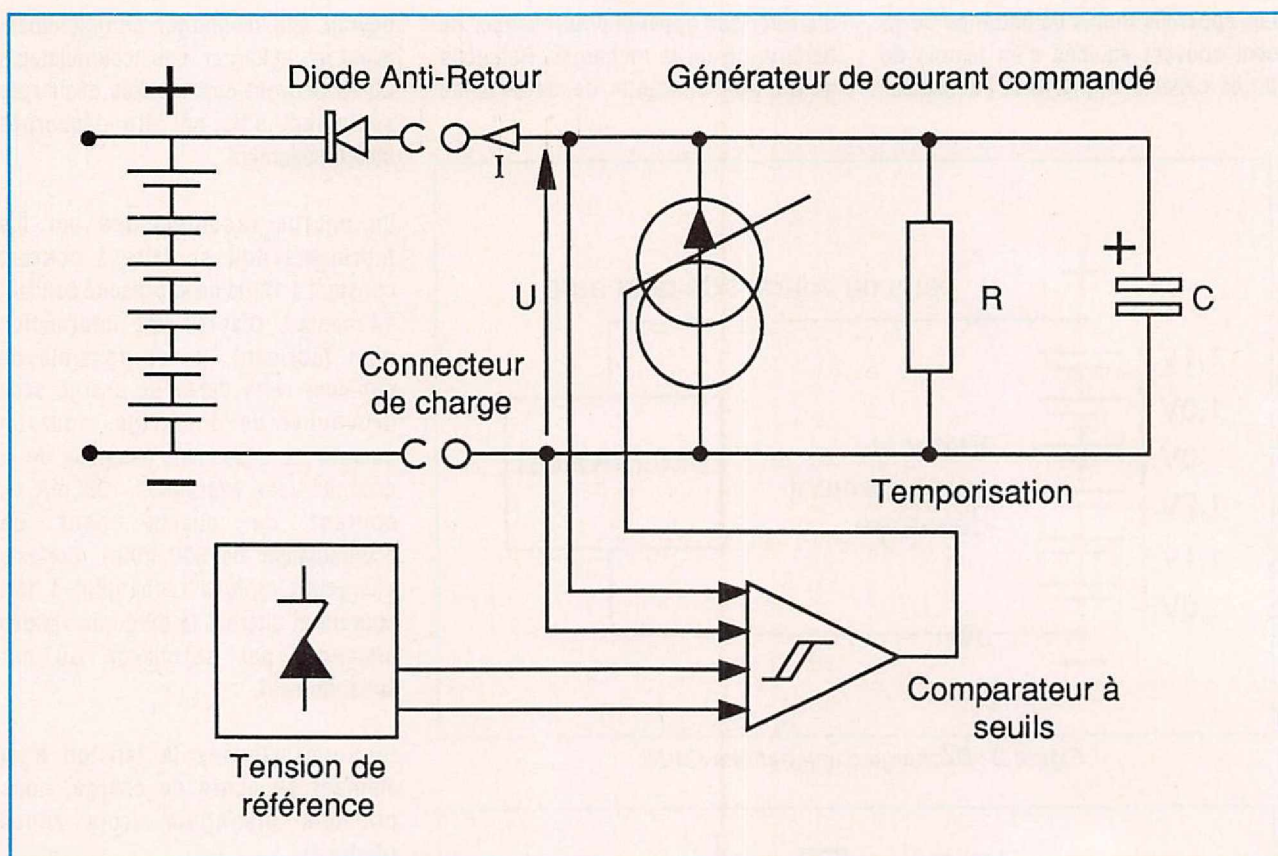 Diode Anti-Retour
Générateur de courant commandé
+
I
+
U
R
C
Connecteur
de charge
Temporisation
−
Comparateur à
seuils
Tension de
référence